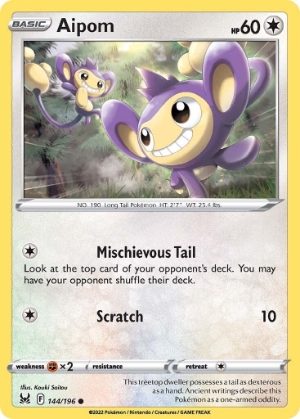 BASIC Aipom HP 60
NO. 190 Long Tail Pokémon HT: 2'7" WT: 25.4 lbs.
Mischievous Tail
Look at the top card of your opponent's deck. You may
have your opponent shuffle their deck.
Scratch 10
weakness ×2 resistance retreat
Illus. Kouki Saitou
F 144/196 ●
This treetop dweller possesses a tail as dexterous
as a hand. Ancient writings describe this
Pokémon as a one-armed creature.
©2022 Pokémon / Nintendo / Creatures / GAME FREAK